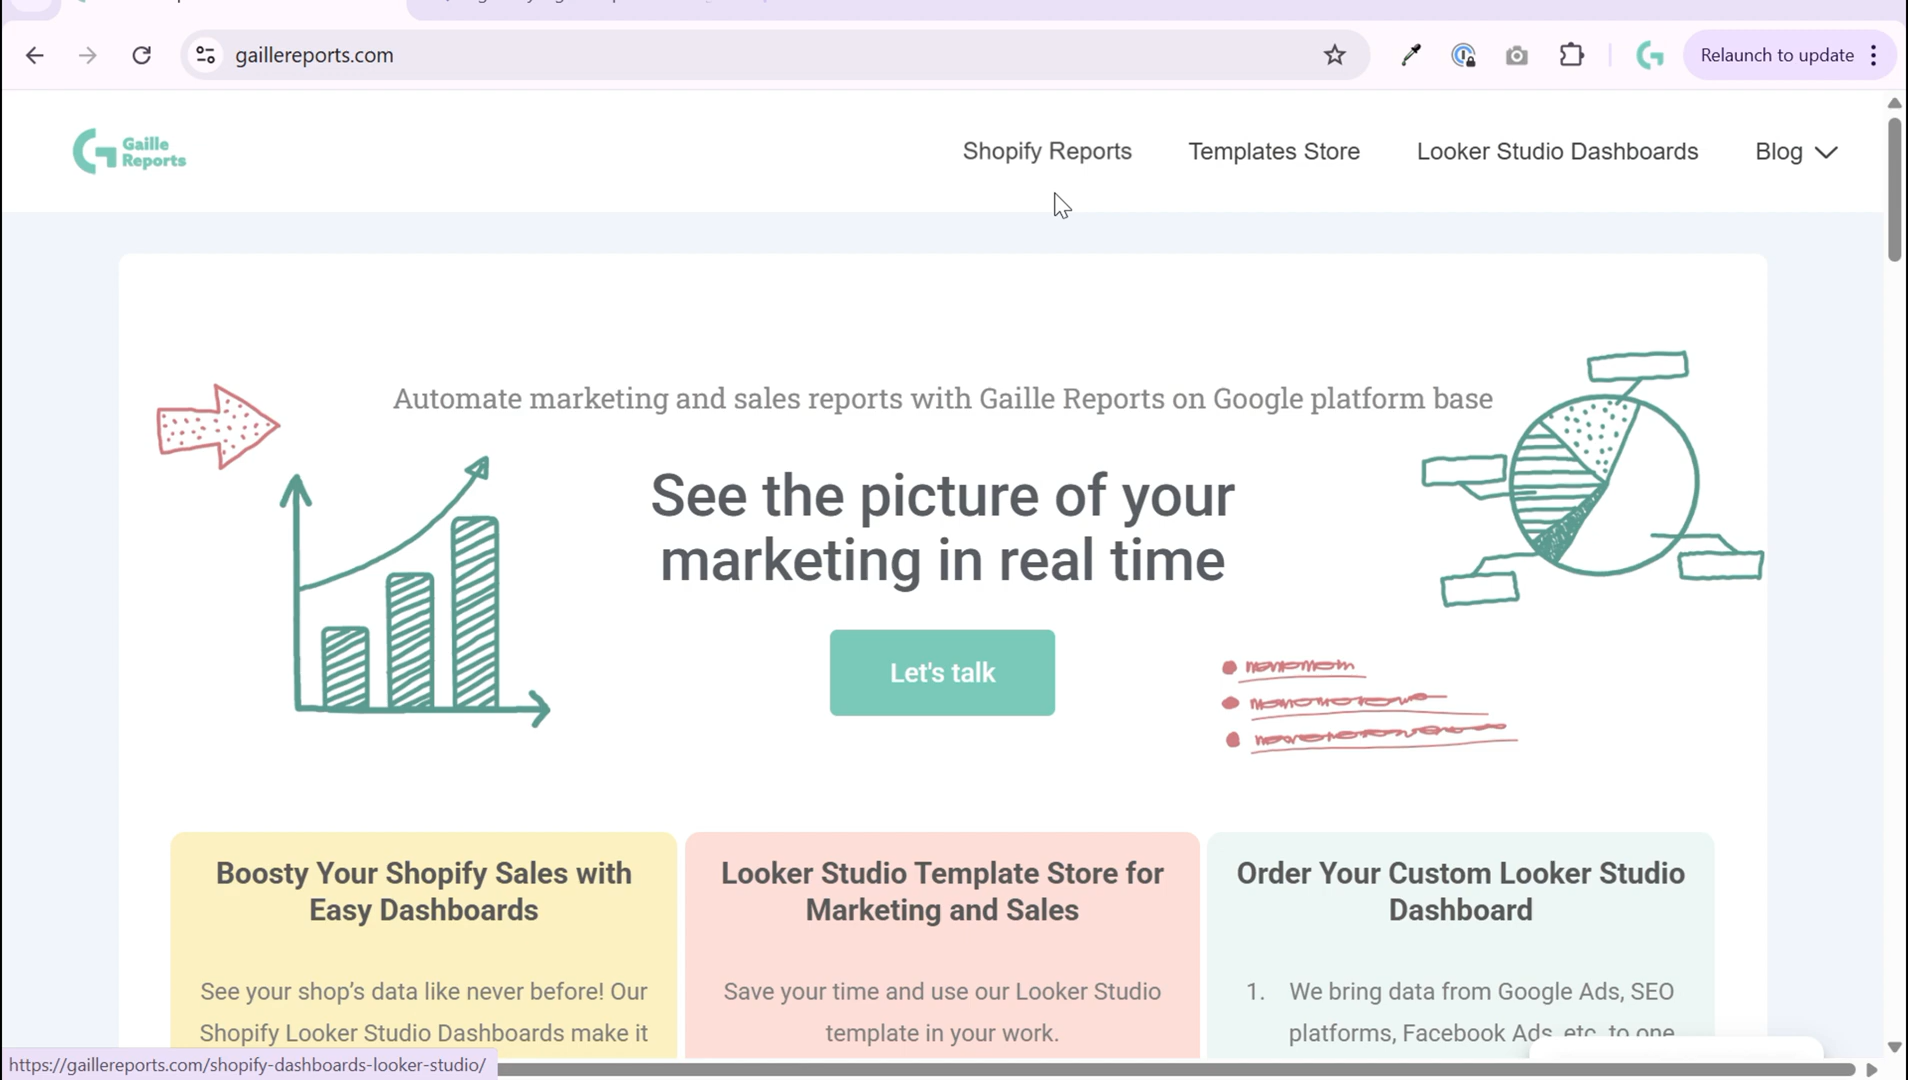 gaillereports.com
Relaunch to update
Gaille
Reports
Shopify Reports
Templates Store
Looker Studio Dashboards
Blog
Automate marketing and sales reports with Gaille Reports on Google platform base
See the picture of your
marketing in real time
Let's talk
Boosty Your Shopify Sales with
Easy Dashboards
See your shop's data like never before! Our
Shopify Looker Studio Dashboards make it
Looker Studio Template Store for
Marketing and Sales
Save your time and use our Looker Studio
template in your work.
Order Your Custom Looker Studio
Dashboard
1. We bring data from Google Ads, SEO
platforms, Facebook Ads, etc. to one
https://gaillereports.com/shopify-dashboards-looker-studio/